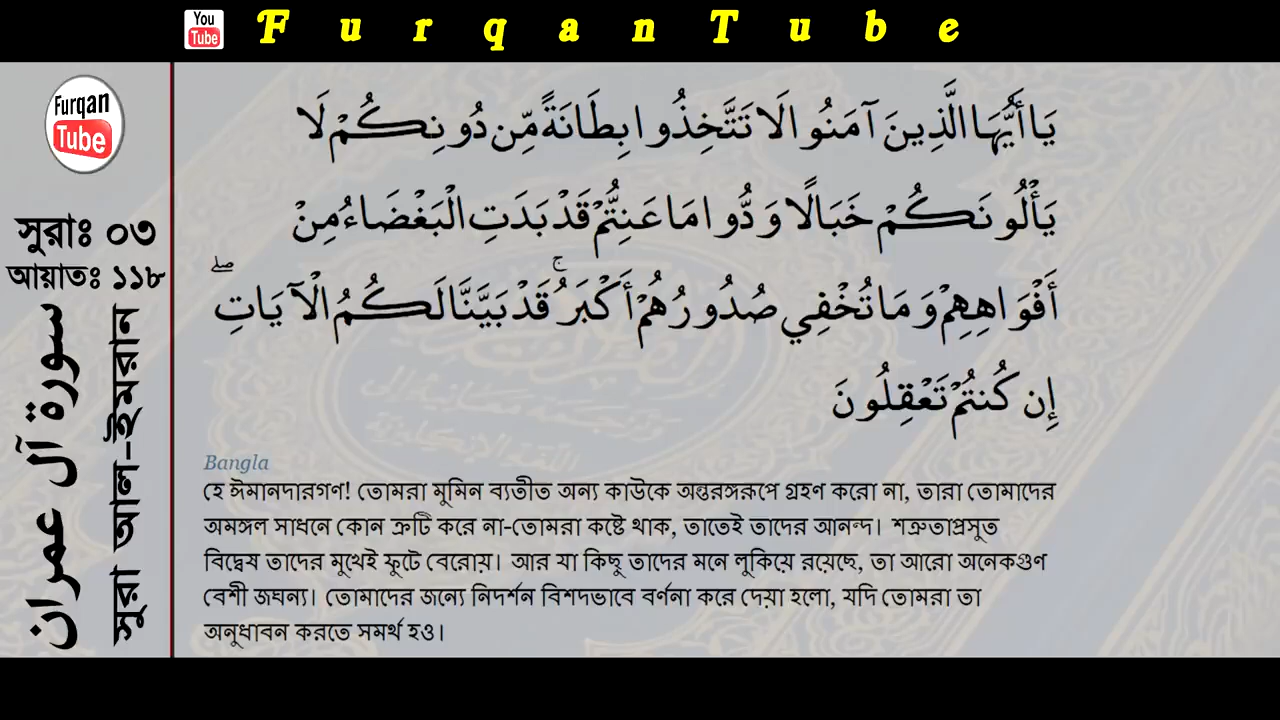 You Tube
F u r q a n T u b e
Furqan
Tube
সুরাঃ ০৩
আয়াতঃ ১১৮
سورة آل عمران
সুরা আল-ইমরান
يَا أَيُّهَا الَّذِينَ آمَنُوا لَا تَتَّخِذُوا بِطَانَةً مِّن دُونِكُمْ لَا
يَأْلُونَكُمْ خَبَالًا وَدُّوا مَا عَنِتُّمْ قَدْ بَدَتِ الْبَغْضَاءُ مِنْ
أَفْوَاهِهِمْ وَمَا تُخْفِي صُدُورُهُمْ أَكْبَرُ ۚ قَدْ بَيَّنَّا لَكُمُ الْآيَاتِ ۖ
إِن كُنتُمْ تَعْقِلُونَ
Bangla
হে ঈমানদারগণ! তোমরা মুমিন ব্যতীত অন্য কাউকে অন্তরঙ্গরূপে গ্রহণ করো না, তারা তোমাদের
অমঙ্গল সাধনে কোন ক্রটি করে না-তোমরা কষ্টে থাক, তাতেই তাদের আনন্দ। শত্রুতাপ্রসুত
বিদ্বেষ তাদের মুখেই ফুটে বেরোয়। আর যা কিছু তাদের মনে লুকিয়ে রয়েছে, তা আরো অনেকগুণ
বেশী জঘন্য। তোমাদের জন্যে নিদর্শন বিশদভাবে বর্ণনা করে দেয়া হলো, যদি তোমরা তা
অনুধাবন করতে সমর্থ হও।